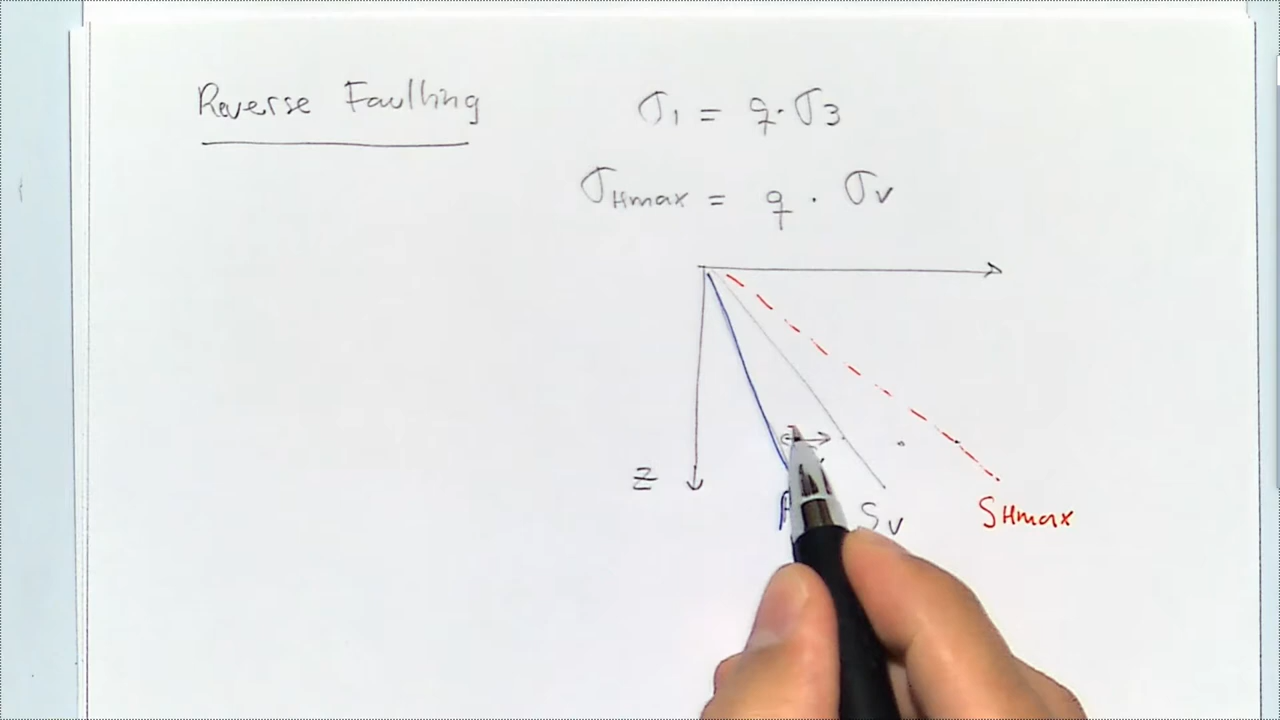 Reverse Faulting
σ1 = q · σ3
σHmax = q · σv
Z
Sv
SHmax